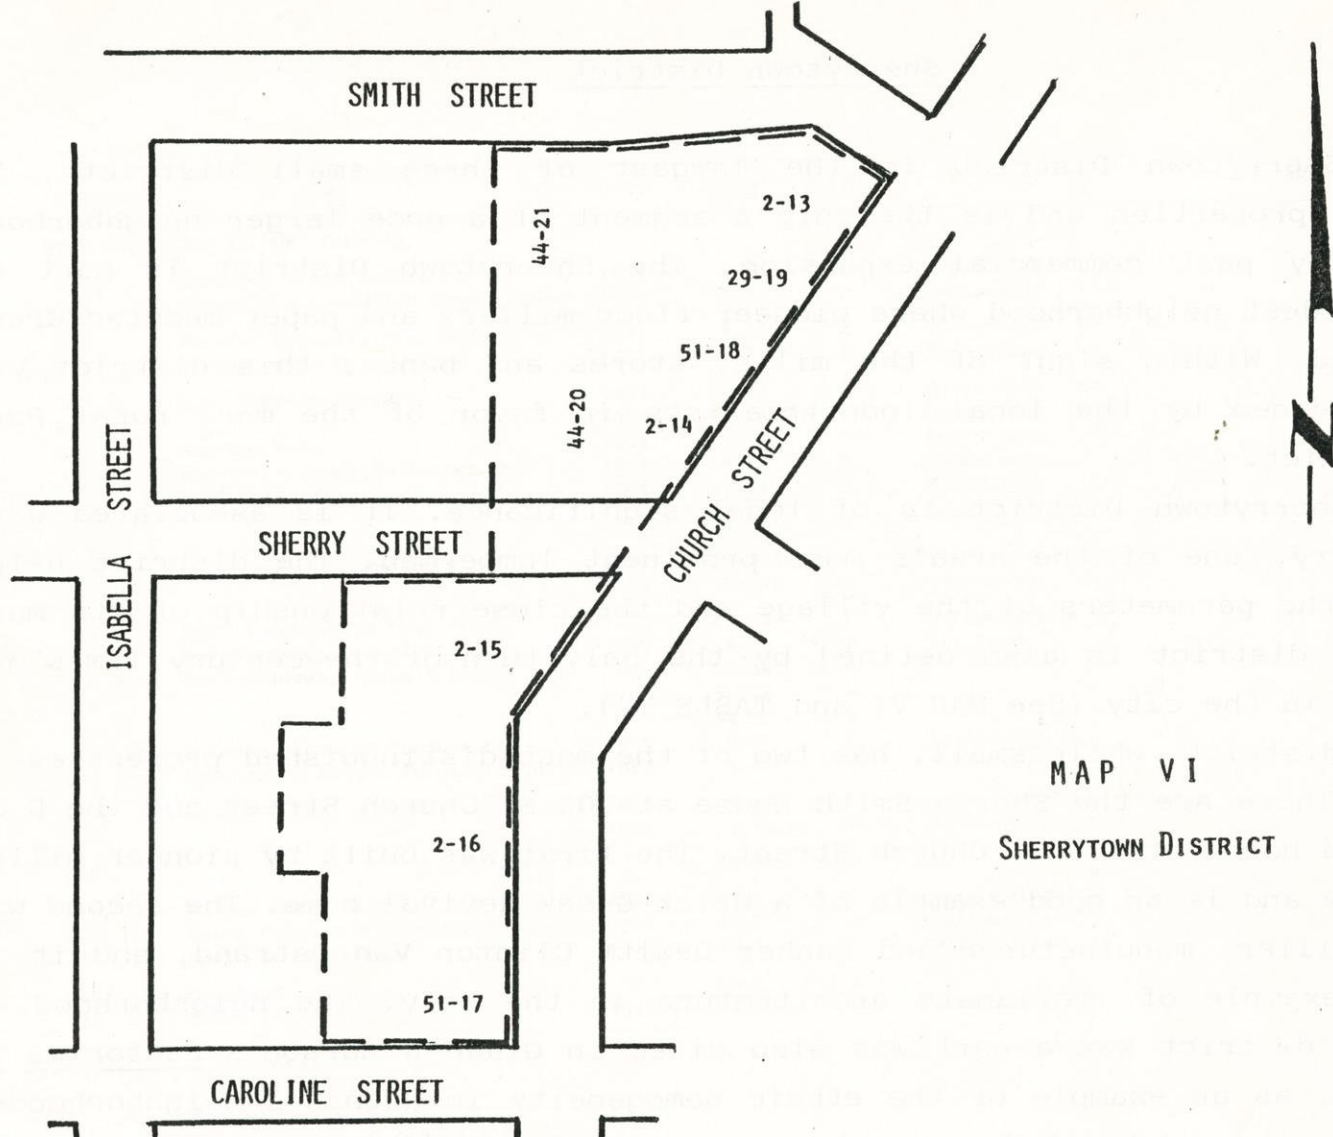 SMITH STREET
2-13
44-21
29-19
51-18
44-20
2-14
CHURCH STREET
ISABELLA STREET
SHERRY STREET
2-15
MAP VI
SHERRYTOWN DISTRICT
2-16
51-17
CAROLINE STREET
N